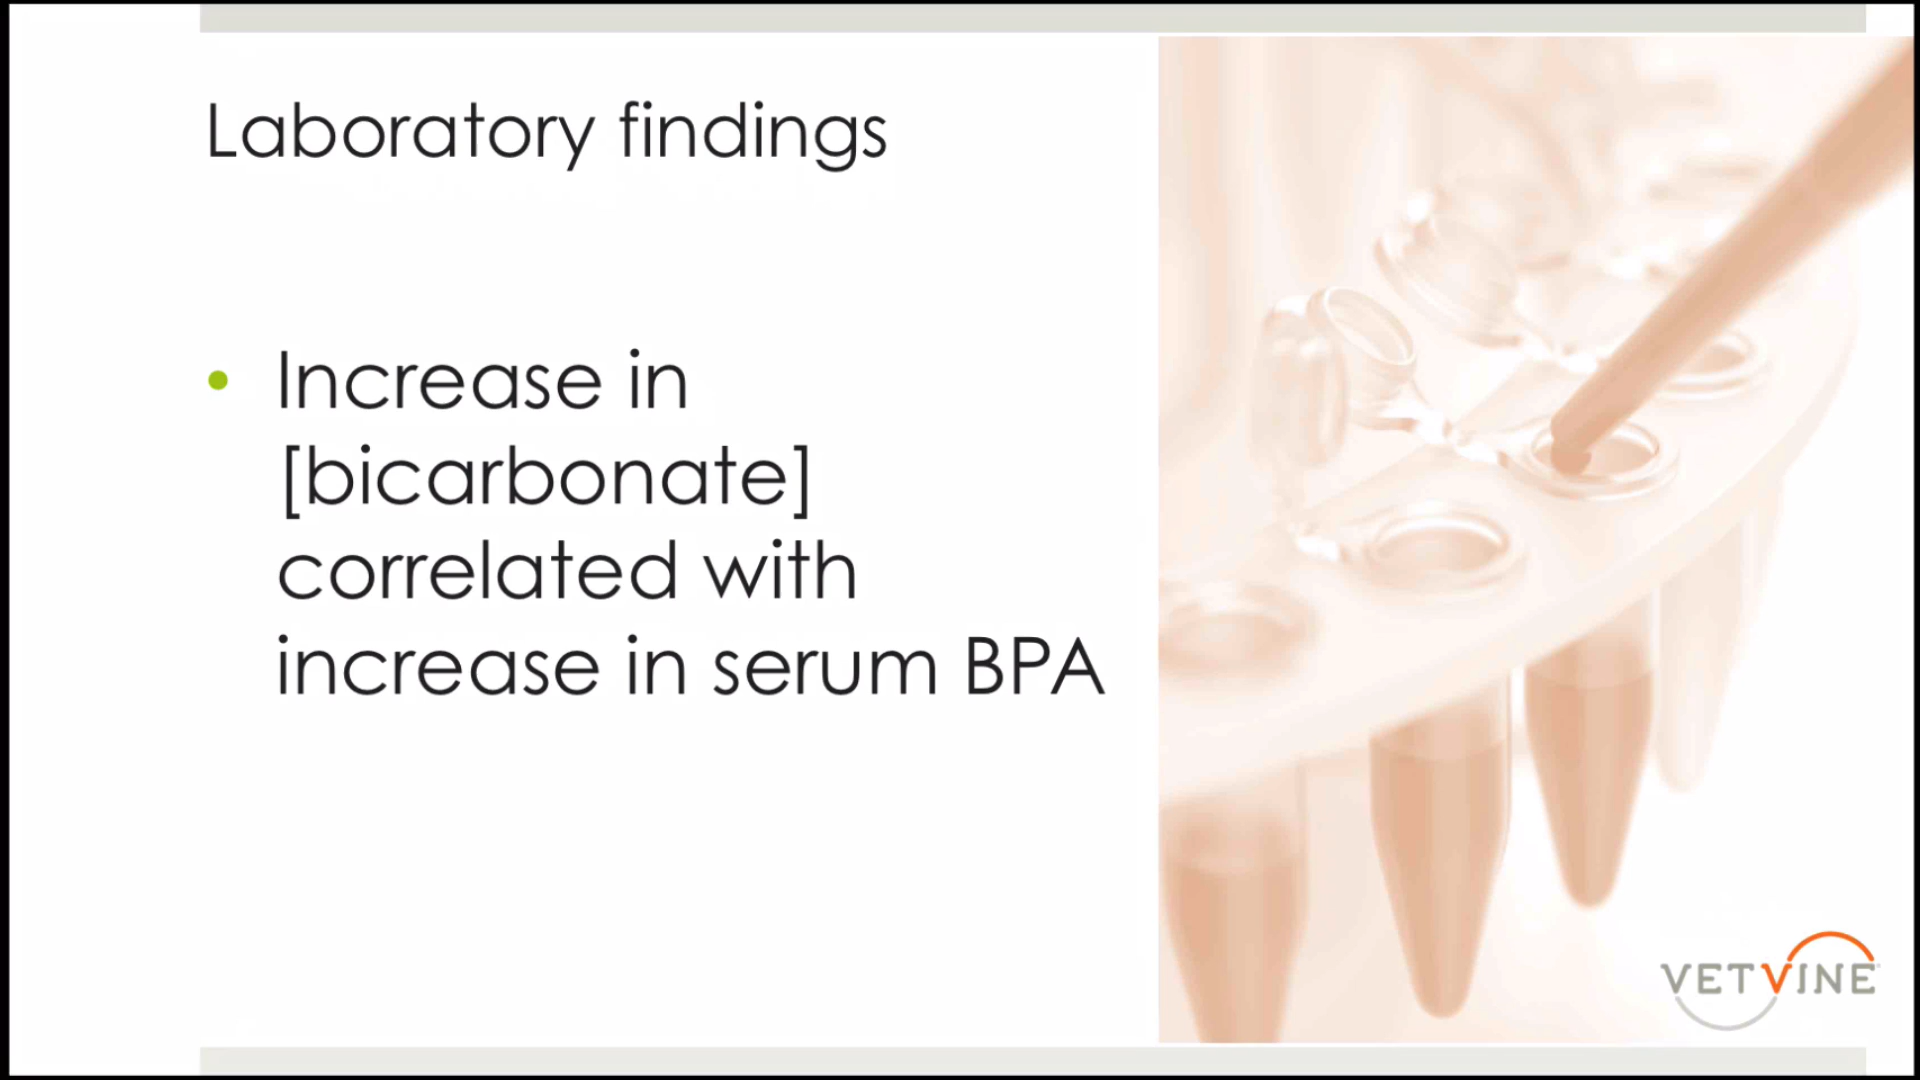 Laboratory findings
• Increase in
[bicarbonate]
correlated with
increase in serum BPA
VETVINE